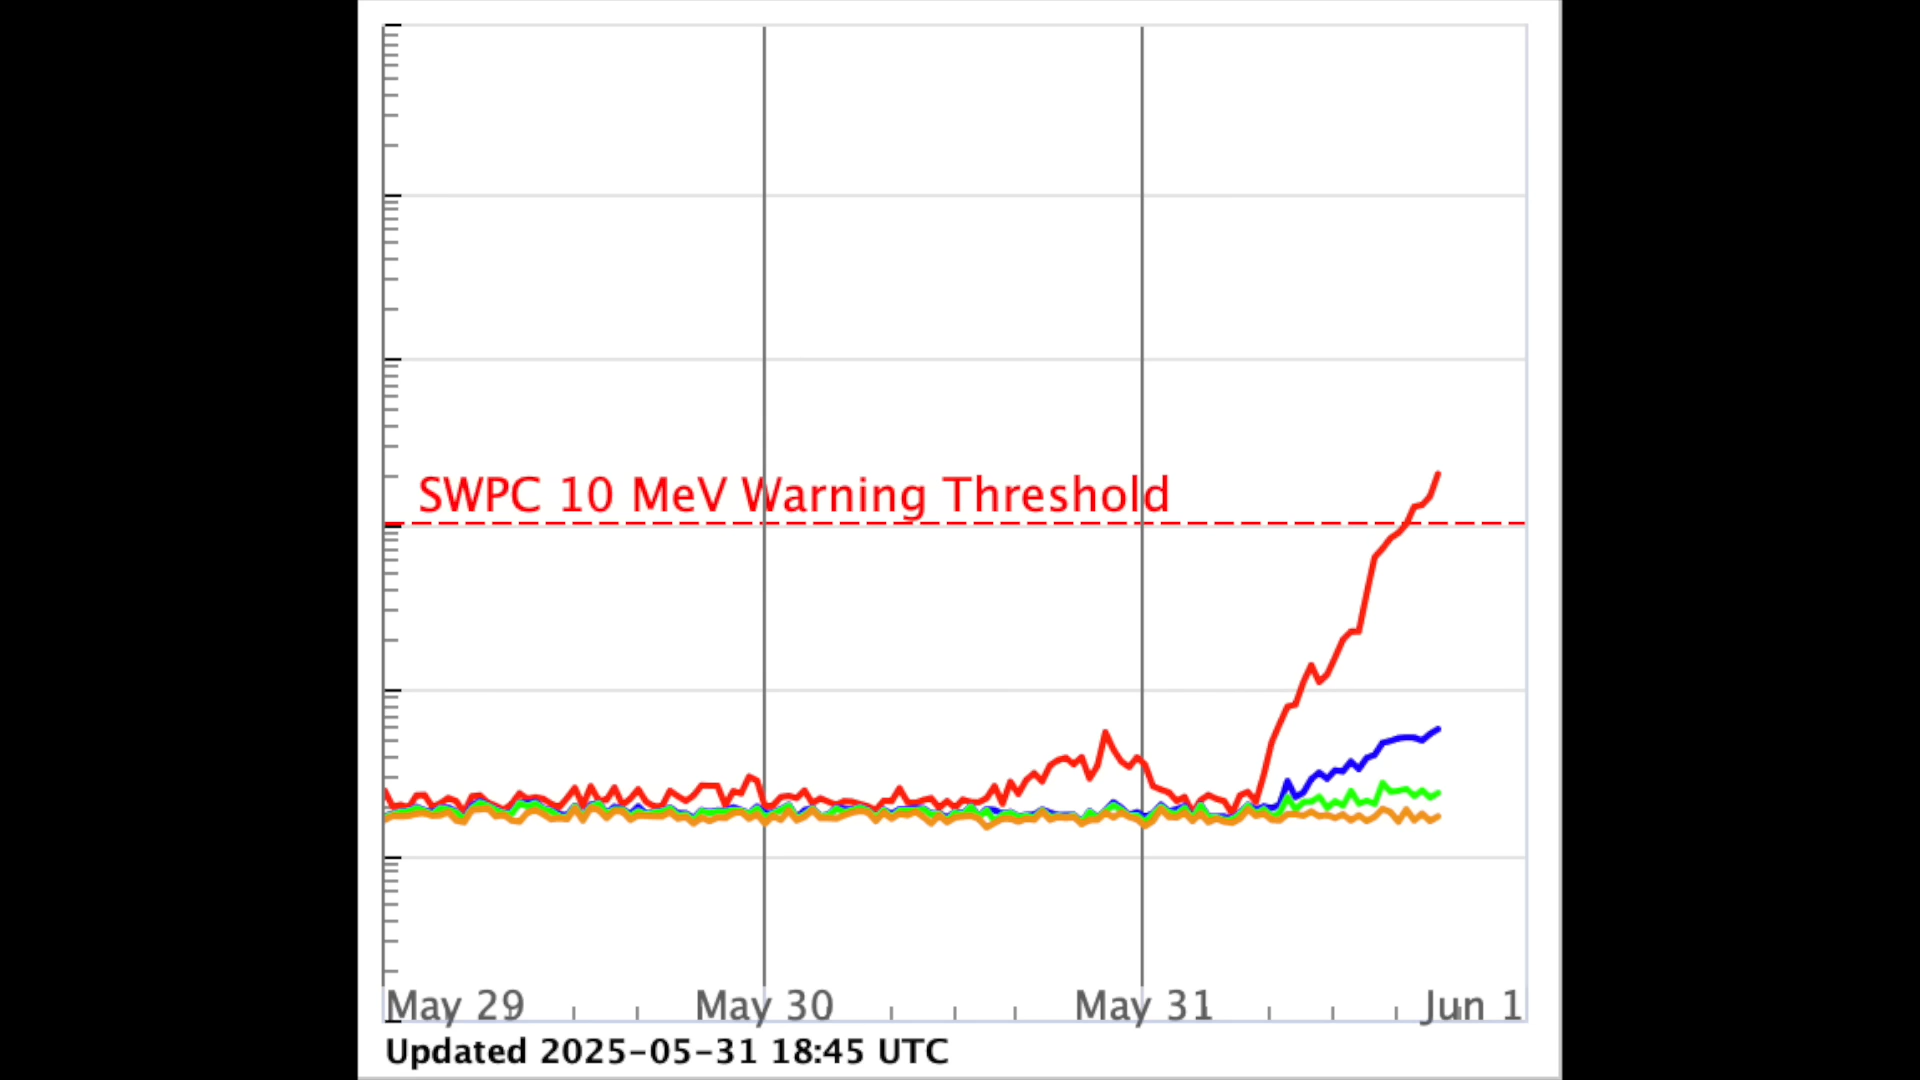 SWPC 10 MeV Warning Threshold
May 29 May 30 May 31 Jun 1
Updated 2025-05-31 18:45 UTC